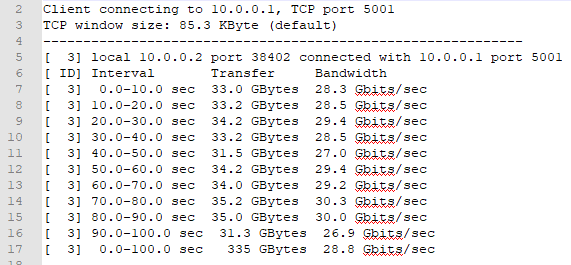 2 Client connecting to 10.0.0.1, TCP port 5001
3 TCP window size: 85.3 KByte (default)
4 ------------------------------------------------------------
5 [  3] local 10.0.0.2 port 38402 connected with 10.0.0.1 port 5001
6 [ ID] Interval       Transfer     Bandwidth
7 [  3]  0.0-10.0 sec  33.0 GBytes  28.3 Gbits/sec
8 [  3] 10.0-20.0 sec  33.2 GBytes  28.5 Gbits/sec
9 [  3] 20.0-30.0 sec  34.2 GBytes  29.4 Gbits/sec
10 [  3] 30.0-40.0 sec  33.2 GBytes  28.5 Gbits/sec
11 [  3] 40.0-50.0 sec  31.5 GBytes  27.0 Gbits/sec
12 [  3] 50.0-60.0 sec  34.2 GBytes  29.4 Gbits/sec
13 [  3] 60.0-70.0 sec  34.0 GBytes  29.2 Gbits/sec
14 [  3] 70.0-80.0 sec  35.2 GBytes  30.3 Gbits/sec
15 [  3] 80.0-90.0 sec  35.0 GBytes  30.0 Gbits/sec
16 [  3] 90.0-100.0 sec  31.3 GBytes  26.9 Gbits/sec
17 [  3]  0.0-100.0 sec   335 GBytes  28.8 Gbits/sec
18